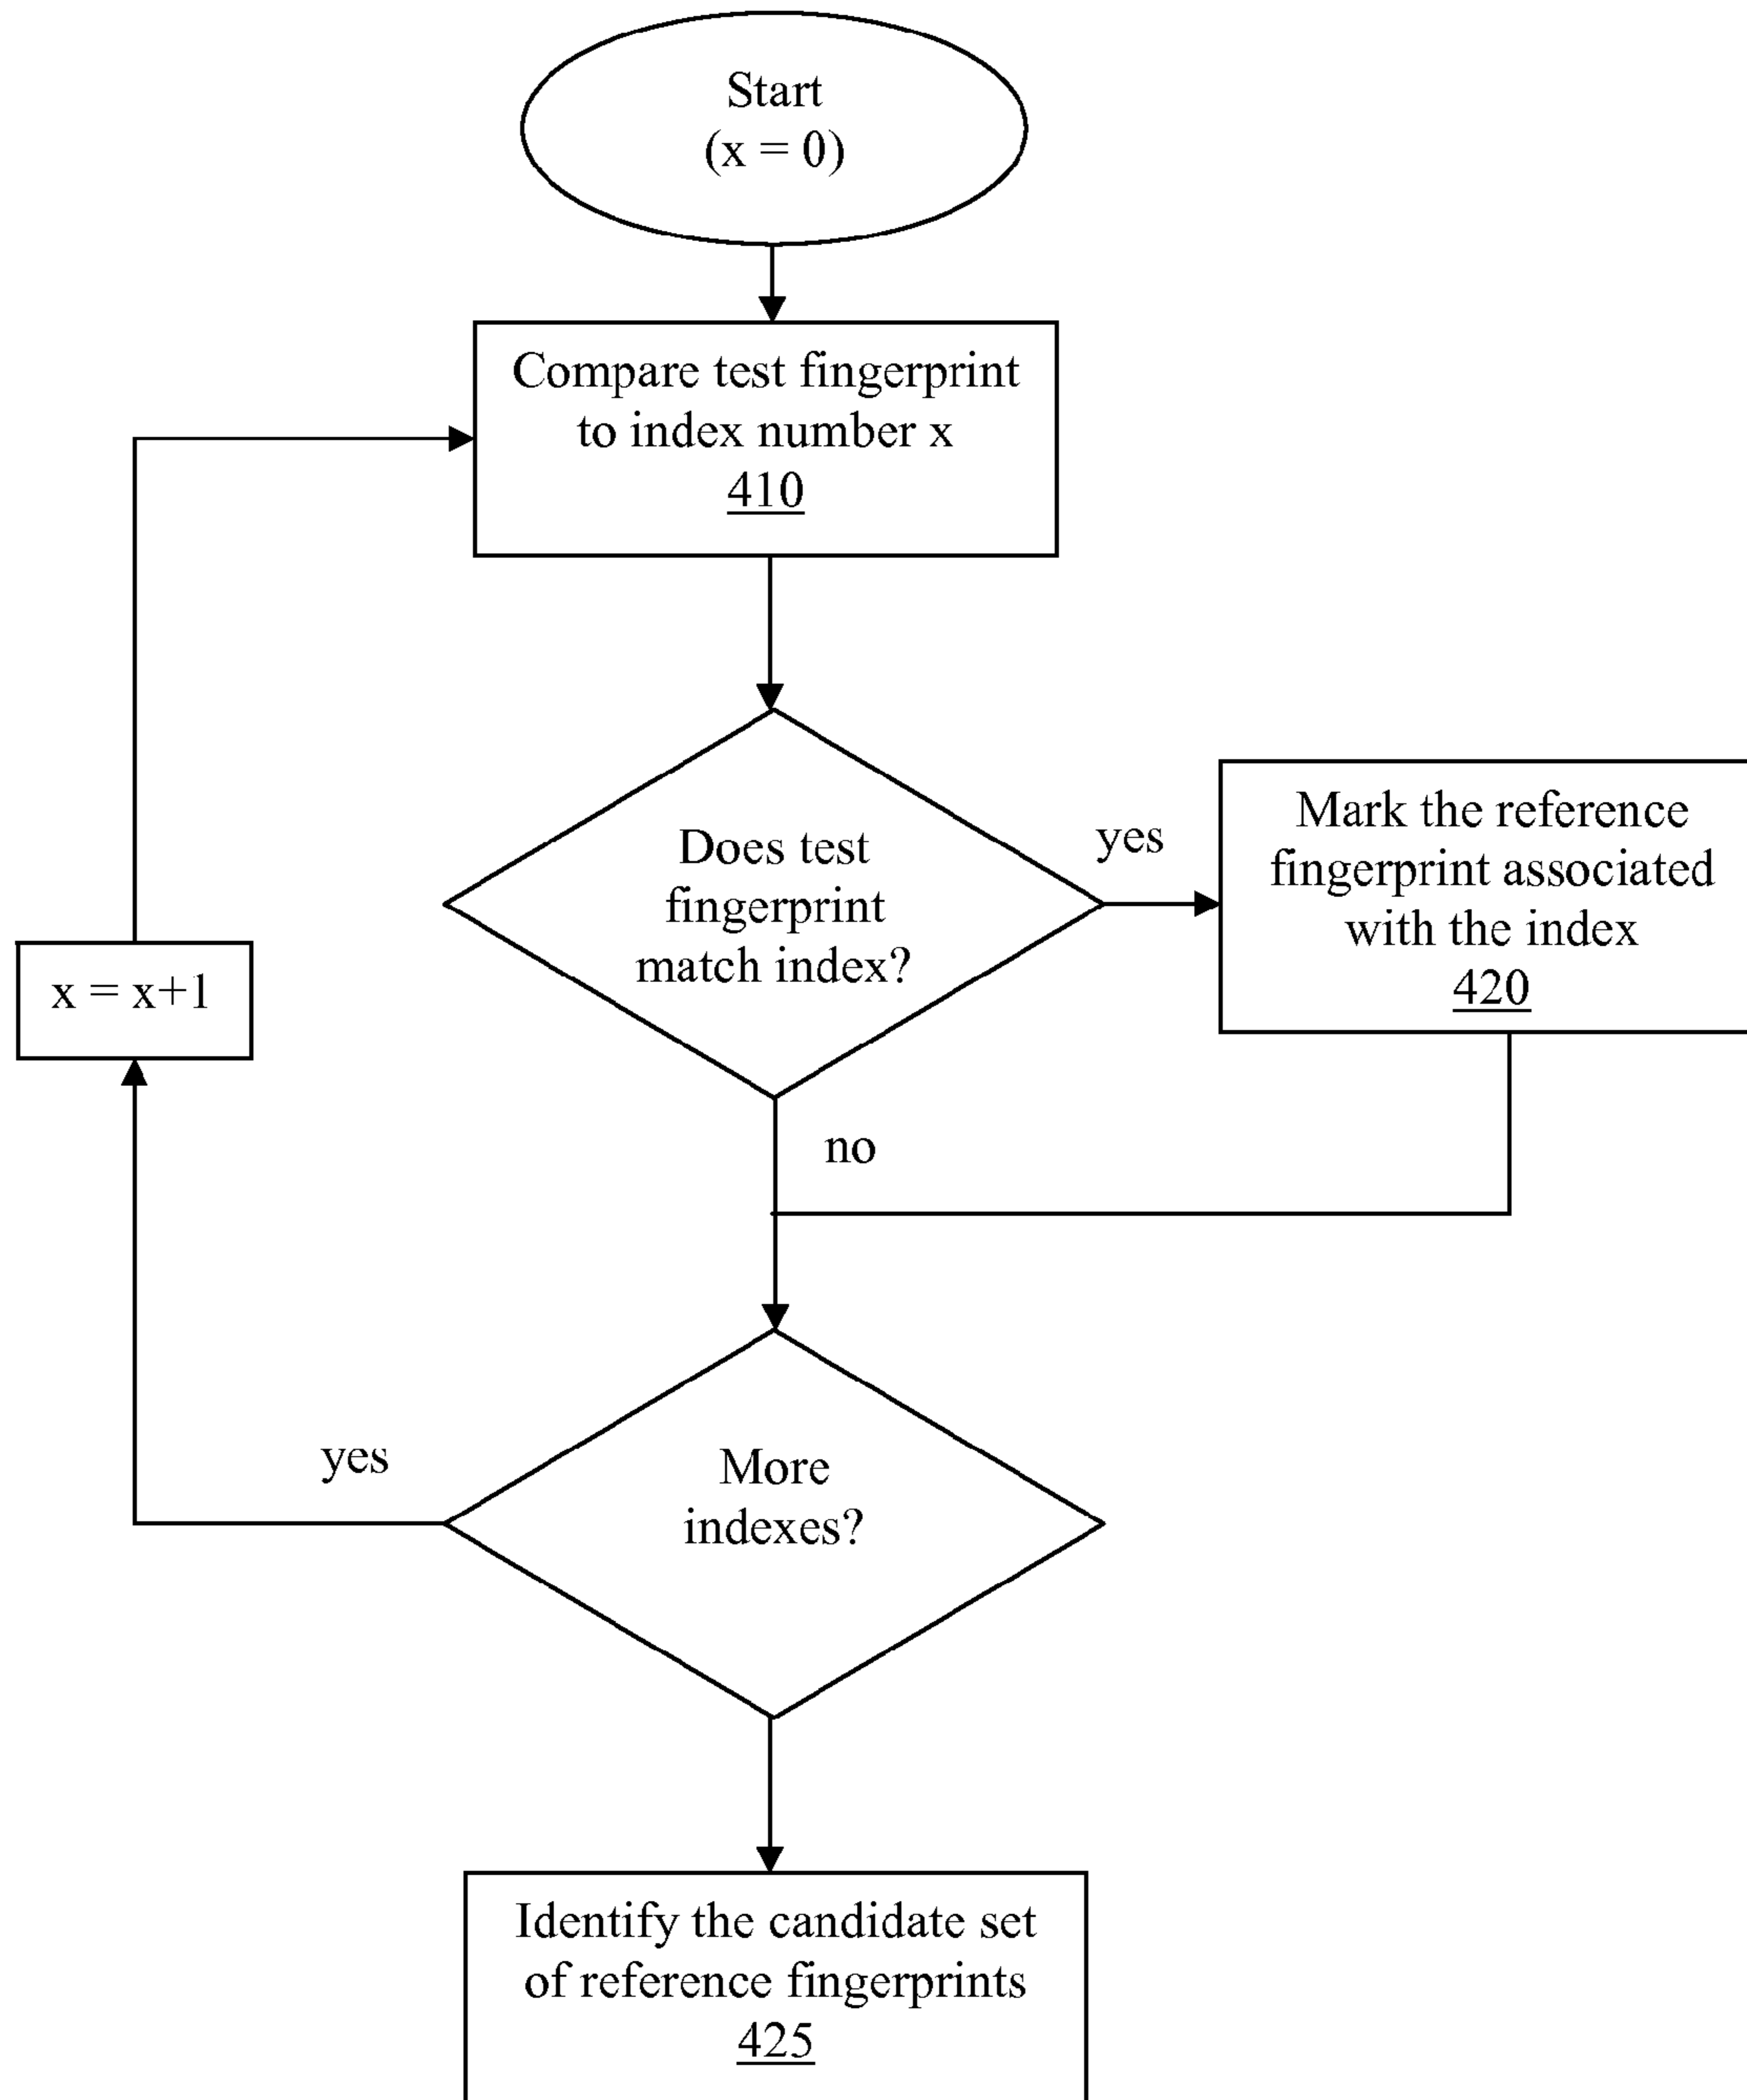 Start
(x = 0)
Compare test fingerprint
to index number x
410
Does test
fingerprint
match index?
yes
Mark the reference
fingerprint associated
with the index
420
x = x+1
no
yes
More
indexes?
Identify the candidate set
of reference fingerprints
425